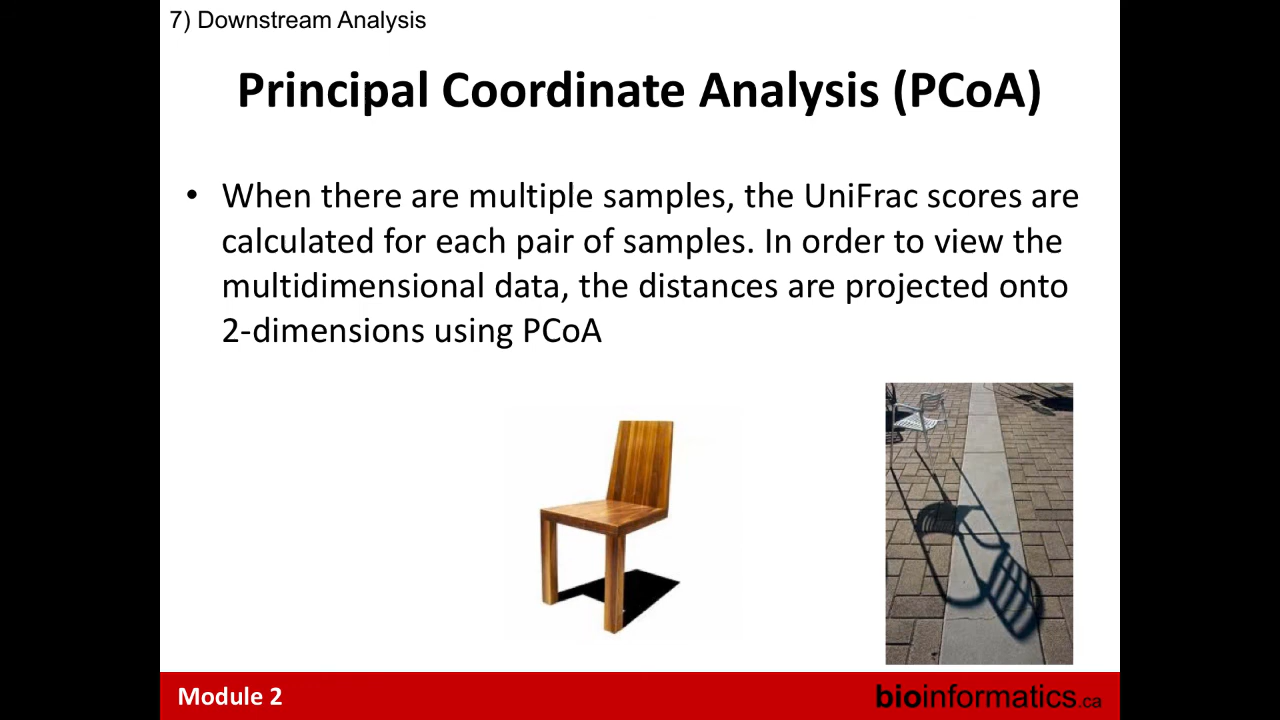 7) Downstream Analysis
Principal Coordinate Analysis (PCoA)
• When there are multiple samples, the UniFrac scores are
calculated for each pair of samples. In order to view the
multidimensional data, the distances are projected onto
2-dimensions using PCoA
Module 2
bioinformatics.ca